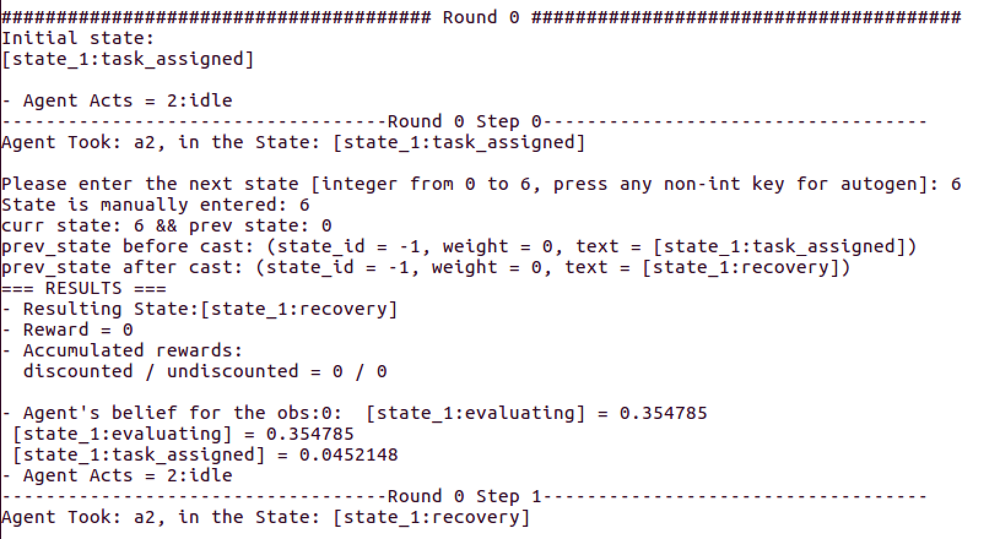 ####################################### Round 0 #######################################
Initial state:
[state_1:task_assigned]
- Agent Acts = 2:idle
-----------------------------------Round 0 Step 0-----------------------------------
Agent Took: a2, in the State: [state_1:task_assigned]
Please enter the next state [integer from 0 to 6, press any non-int key for autogen]: 6
State is manually entered: 6
curr state: 6 && prev state: 0
prev_state before cast: (state_id = -1, weight = 0, text = [state_1:task_assigned])
prev_state after cast: (state_id = -1, weight = 0, text = [state_1:recovery])
=== RESULTS ===
- Resulting State:[state_1:recovery]
- Reward = 0
- Accumulated rewards:
  discounted / undiscounted = 0 / 0
- Agent's belief for the obs:0:  [state_1:evaluating] = 0.354785
 [state_1:evaluating] = 0.354785
 [state_1:task_assigned] = 0.0452148
- Agent Acts = 2:idle
-----------------------------------Round 0 Step 1-----------------------------------
Agent Took: a2, in the State: [state_1:recovery]